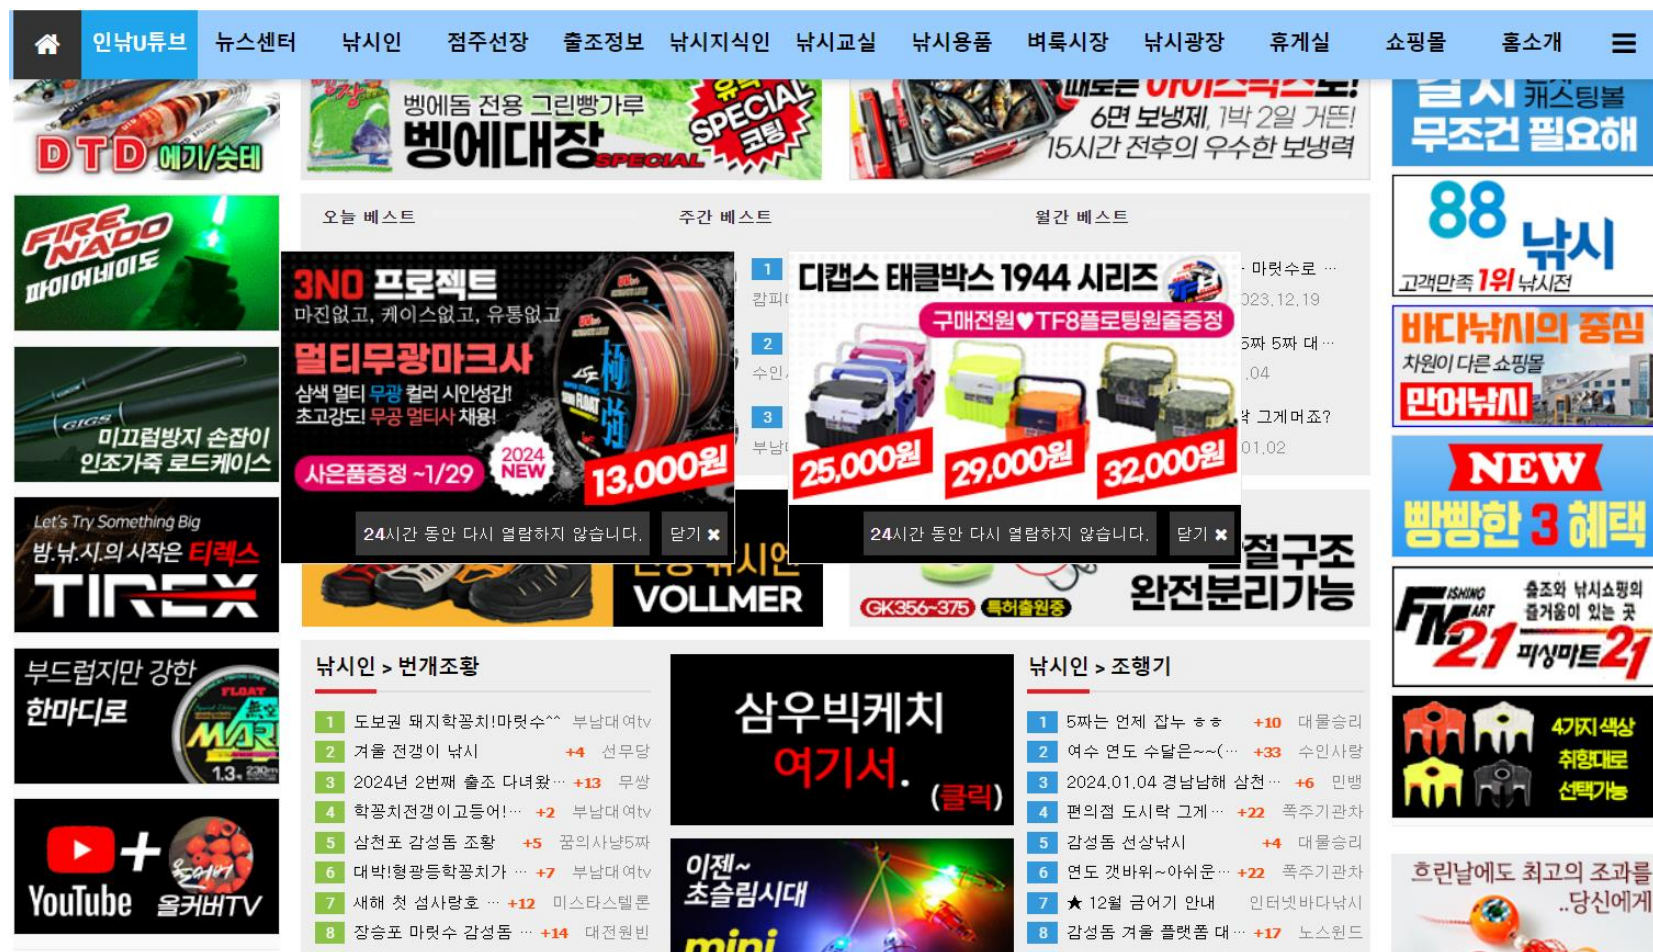 인낚U튜브 뉴스센터 낚시인 점주선장 출조정보 낚시지식인 낚시교실 낚시용품 벼룩시장 낚시광장 휴게실 쇼핑몰 홈소개
DTD 에기/슷테
벵에돔 전용 그린빵가루
벵에대장 SPECIAL
SPECIAL
코팅
6면 보냉제, 1박 2일 거뜬!
15시간 전후의 우수한 보냉력
캐스팅볼
무조건 필요해
FIRE
NADO
파이어네이도
오늘 베스트
주간 베스트
월간 베스트
88
낚시
고객만족 1위 낚시전
3NO 프로젝트
마진없고, 케이스없고, 유통없고
멀티무광마크사
삼색 멀티 무광 컬러 시인성갑!
초고강도! 무공 멀티사 채용!
사은품증정 ~1/29
2024
NEW
13,000원
24시간 동안 다시 열람하지 않습니다.
닫기
1
2
3
디캡스 태클박스 1944 시리즈
구매전원♥TF8플로팅원줄증정
25,000원
29,000원
32,000원
24시간 동안 다시 열람하지 않습니다.
닫기
마릿수로 …
023.12.19
5짜 5짜 대…
.04
그게머죠?
01.02
바다낚시의 중심
차원이 다른 쇼핑몰
만어낚시
GIGS
미끄럼방지 손잡이
인조가죽 로드케이스
NEW
빵빵한 3 혜택
Let's Try Something Big
밤.낚.시.의 시작은 티렉스
TIREX
VOLLMER
GK356~375 특허출원중
절구조
완전분리가능
FISHING
MART
FM21
출조와 낚시쇼핑의
즐거움이 있는 곳
피싱마트21
부드럽지만 강한
한마디로
FLOAT
MARI
1.3 230m
낚시인 > 번개조황
1 도보권 돼지학꽁치!마릿수^^ 부남대여tv
2 겨울 전갱이 낚시 +4 선무당
3 2024년 2번째 출조 다녀왔… +13 무쌍
4 학꽁치전갱이고등어!… +2 부남대여tv
5 삼천포 감성돔 조황 +5 꿈의사냥5짜
6 대박!형광등학꽁치가 … +7 부남대여tv
7 새해 첫 섬사랑호 … +12 미스타스텔론
8 장승포 마릿수 감성돔 … +14 대전원빈
삼우빅케치
여기서.
(클릭)
이젠~
초슬림시대
mini
낚시인 > 조행기
1 5짜는 언제 잡누 ㅎㅎ +10 대물승리
2 여수 연도 수달은~~(… +33 수인사랑
3 2024.01.04 경남남해 삼천… +6 민뱅
4 편의점 도시락 그게… +22 폭주기관차
5 감성돔 선상낚시 +4 대물승리
6 연도 갯바위~아쉬운… +22 폭주기관차
7 ★ 12월 금어기 안내 인터넷바다낚시
8 감성돔 겨울 플랫폼 대… +17 노스윈드
4가지 색상
취향대로
선택가능
YouTube
올커버TV
흐린날에도 최고의 조과를
..당신에게